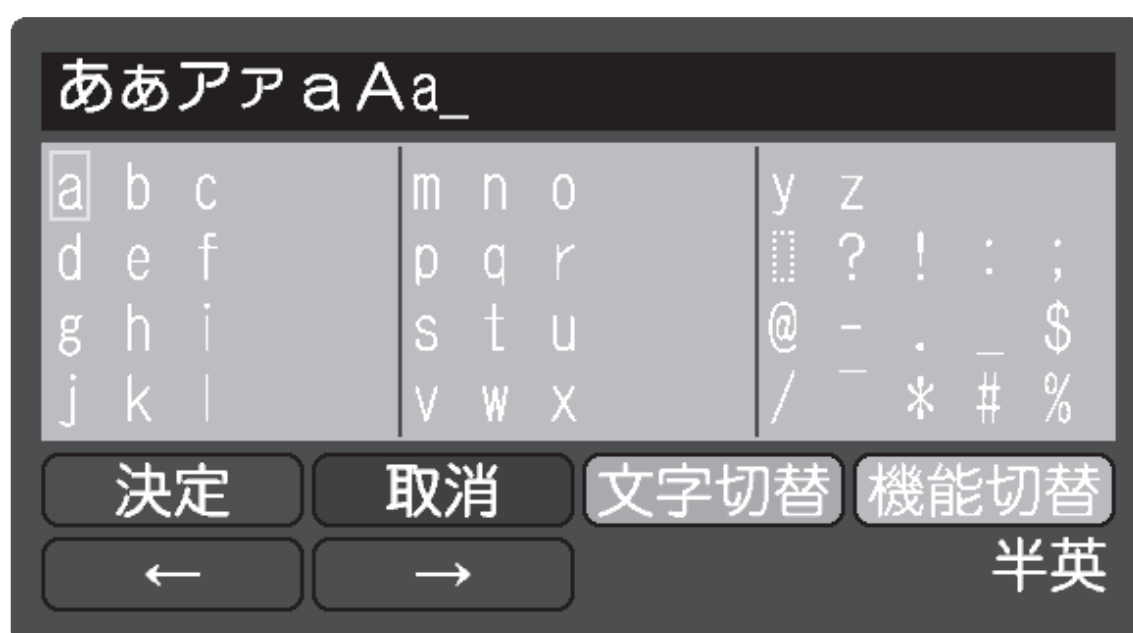 あぁアァａＡa_
a b c m n o y z
d e f p q r ? ! : ;
g h i s t u @ - . _ $
j k l v w x / ‾ * # %
決定 取消 文字切替 機能切替
← → 半英